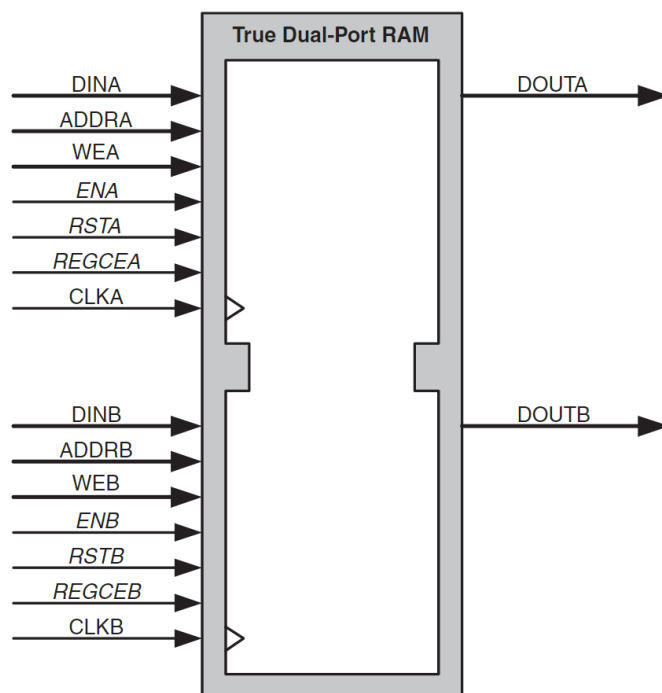 True Dual-Port RAM
DINA
ADDRA
WEA
ENA
RSTA
REGCEA
CLKA
DOUTA
DINB
ADDRB
WEB
ENB
RSTB
REGCEB
CLKB
DOUTB